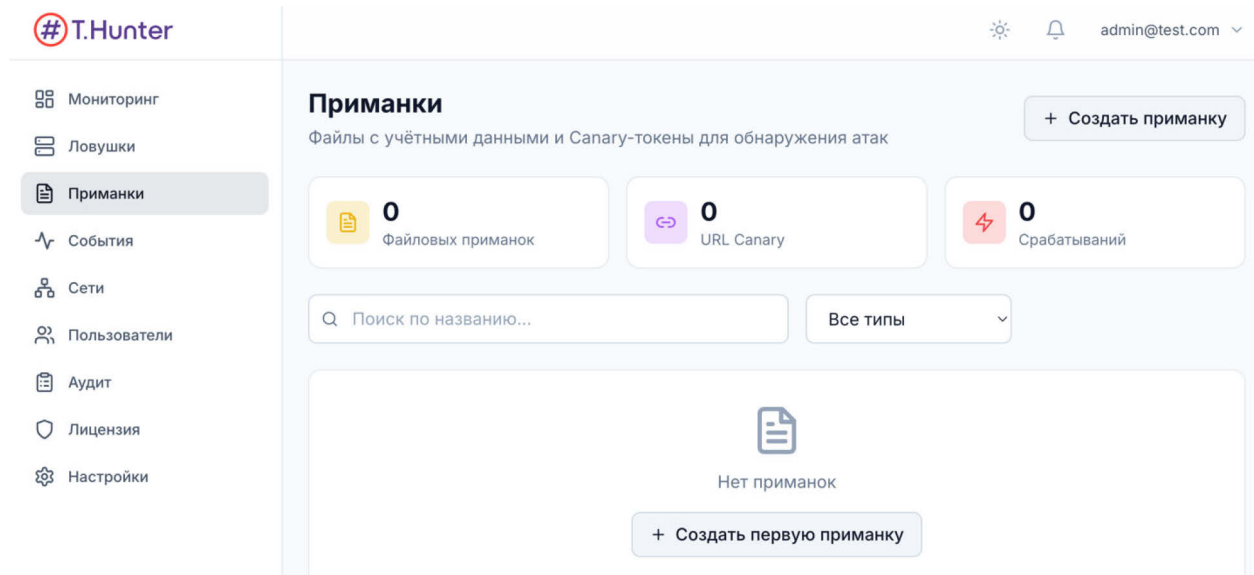 # T.Hunter
admin@test.com
Мониторинг
Ловушки
Приманки
События
Сети
Пользователи
Аудит
Лицензия
Настройки
Приманки
Файлы с учётными данными и Canary-токены для обнаружения атак
+ Создать приманку
0
Файловых приманок
0
URL Canary
0
Срабатываний
Поиск по названию...
Все типы
Нет приманок
+ Создать первую приманку